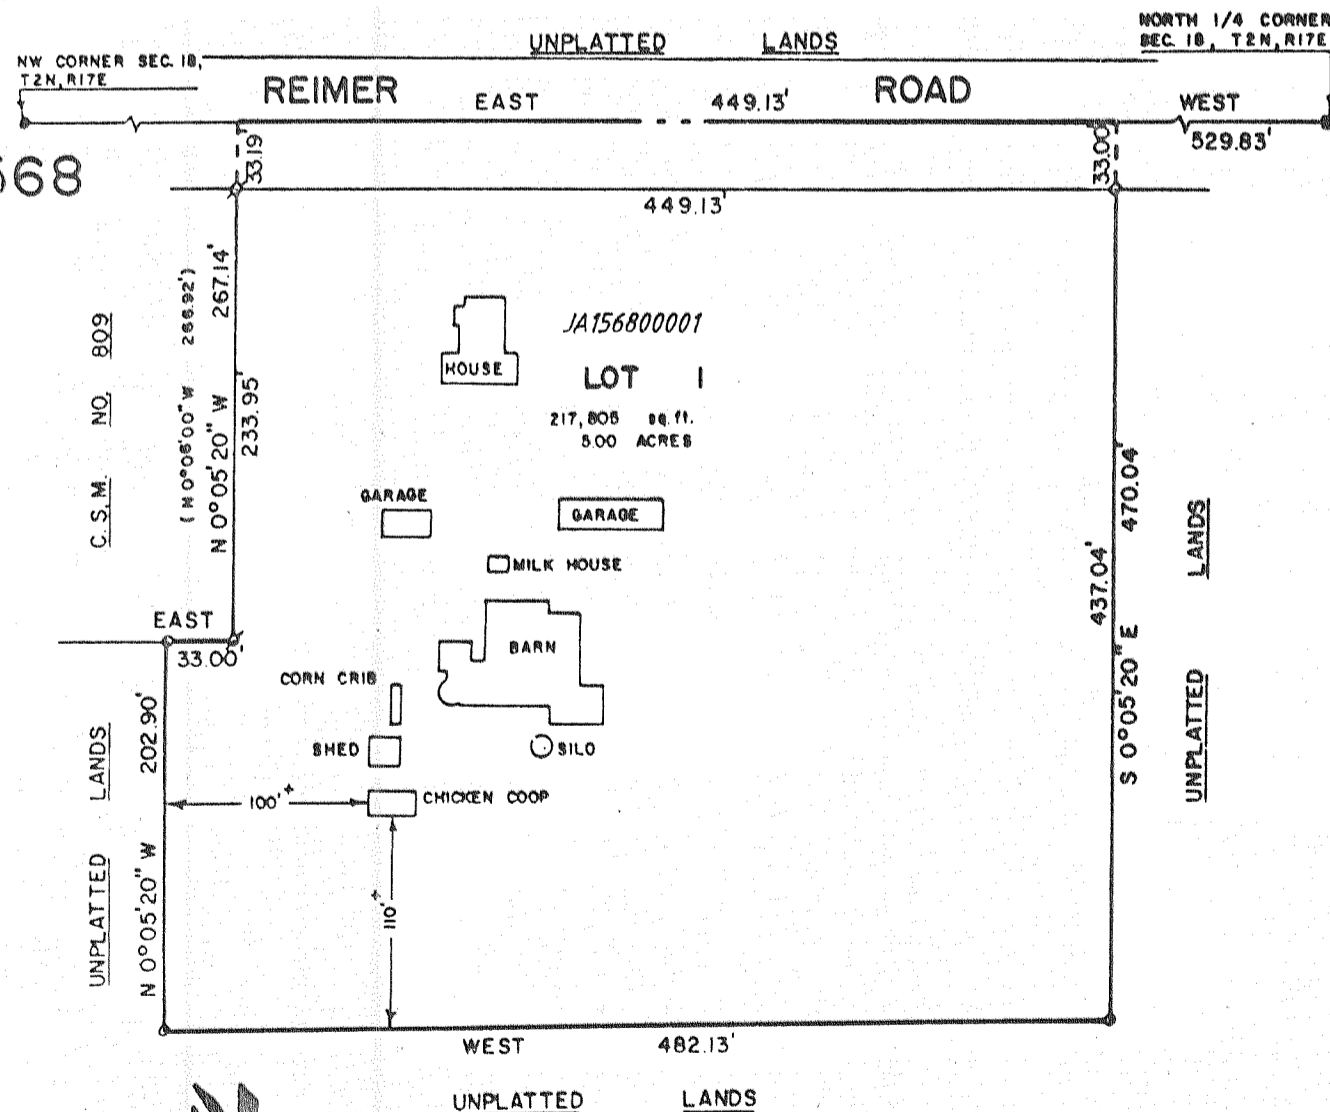 NORTH 1/4 CORNER
SEC. 18, T2N, R17E
UNPLATTED LANDS
NW CORNER SEC. 18,
T2N, R17E
REIMER ROAD
EAST 449.13'
WEST
529.83'
33.19'
33.00'
568
449.13'
267.14'
(N 0°06'00" W 266.92')
N 0°05'20" W
233.95'
C.S.M. NO. 809
JA156800001
HOUSE
LOT 1
217,805 sq.ft.
5.00 ACRES
GARAGE
GARAGE
MILK HOUSE
470.04'
437.04'
S 0°05'20" E
UNPLATTED LANDS
EAST
33.00'
BARN
CORN CRIB
SHED
SILO
202.90'
N 0°05'20" W
UNPLATTED LANDS
100'±
CHICKEN COOP
110'±
WEST 482.13'
UNPLATTED LANDS